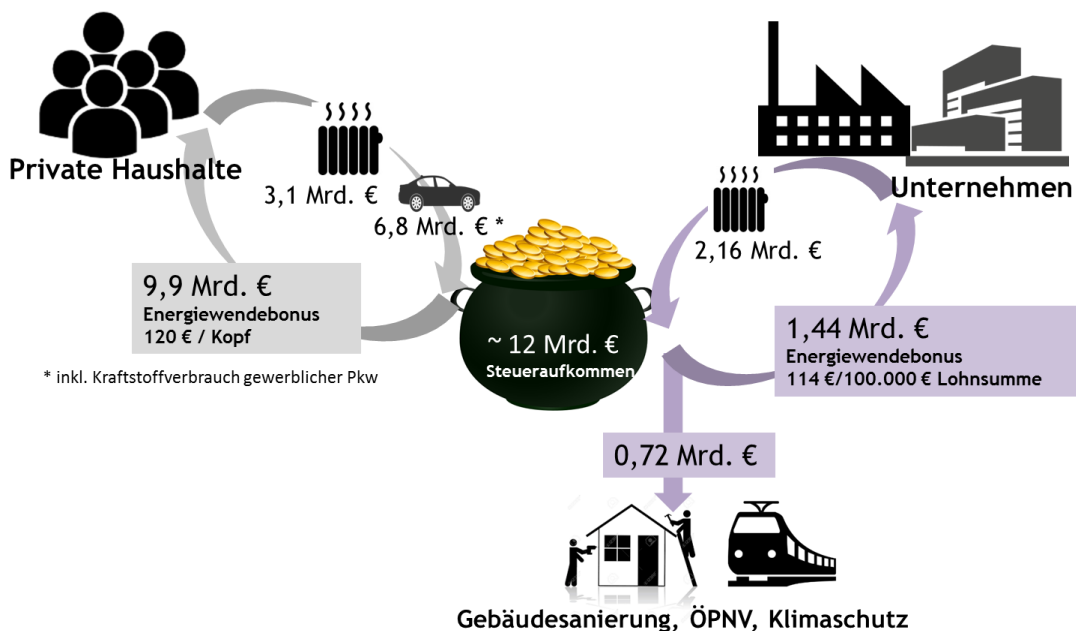 Private Haushalte
3,1 Mrd. €
6,8 Mrd. € *
9,9 Mrd. €
Energiewendebonus
120 € / Kopf
* inkl. Kraftstoffverbrauch gewerblicher Pkw
~ 12 Mrd. €
Steueraufkommen
Unternehmen
2,16 Mrd. €
1,44 Mrd. €
Energiewendebonus
114 €/100.000 € Lohnsumme
0,72 Mrd. €
Gebäudesanierung, ÖPNV, Klimaschutz